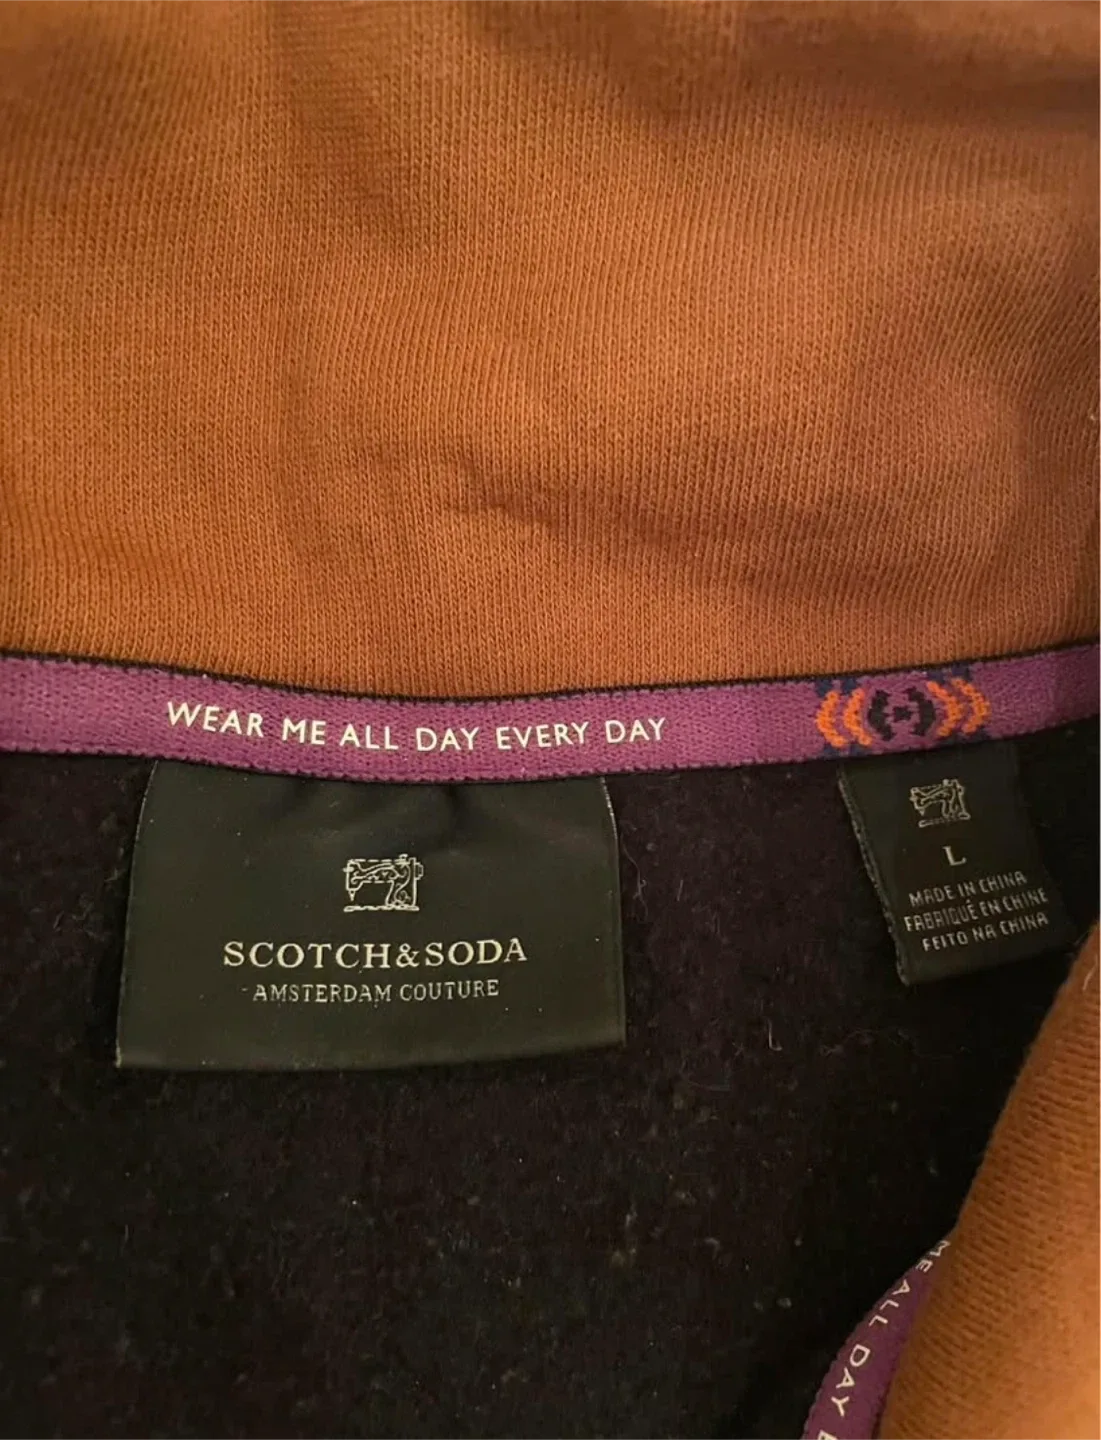 WEAR ME ALL DAY EVERY DAY
SCOTCH&SODA
AMSTERDAM COUTURE
L
MADE IN CHINA
FABRIQUÉ EN CHINE
FEITO NA CHINA
ME ALL DAY